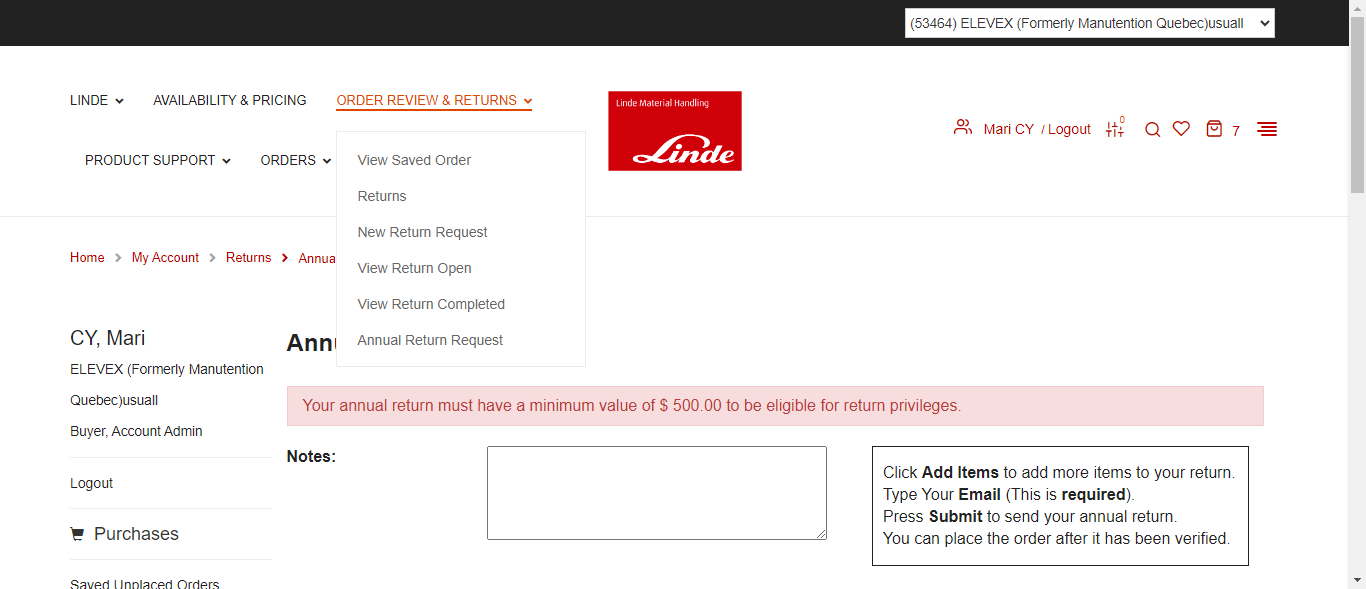 (53464) ELEVEX (Formerly Manutention Quebec)usuall
LINDE
AVAILABILITY & PRICING
ORDER REVIEW & RETURNS
PRODUCT SUPPORT
ORDERS
View Saved Order
Returns
New Return Request
View Return Open
View Return Completed
Annual Return Request
Linde Material Handling
Linde
Mari CY / Logout
0
7
Home
My Account
Returns
Annua
CY, Mari
ELEVEX (Formerly Manutention
Quebec)usuall
Buyer, Account Admin
Logout
Purchases
Saved Unplaced Orders
Ann
Your annual return must have a minimum value of $ 500.00 to be eligible for return privileges.
Notes:
Click Add Items to add more items to your return.
Type Your Email (This is required).
Press Submit to send your annual return.
You can place the order after it has been verified.